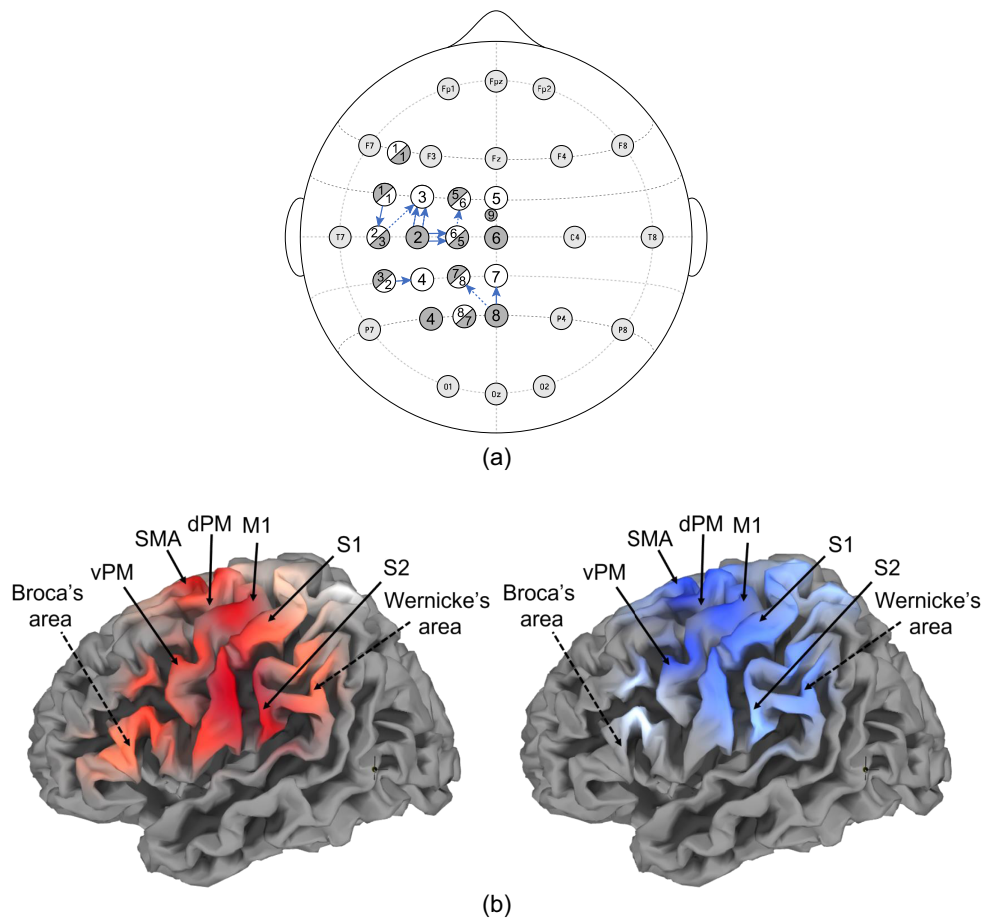 Fp1 Fpz Fp2
F7 1 1 F3 Fz F4 F8
1 1 3 5 6 5
9
T7 2 3 2 6 5 6 C4 T8
3 2 4 7 8 7
P7 4 8 7 8 P4 P8
O1 Oz O2
(a)
dPM M1
SMA S1
vPM S2
Broca's area
Wernicke's area
dPM M1
SMA S1
vPM S2
Broca's area
Wernicke's area
(b)